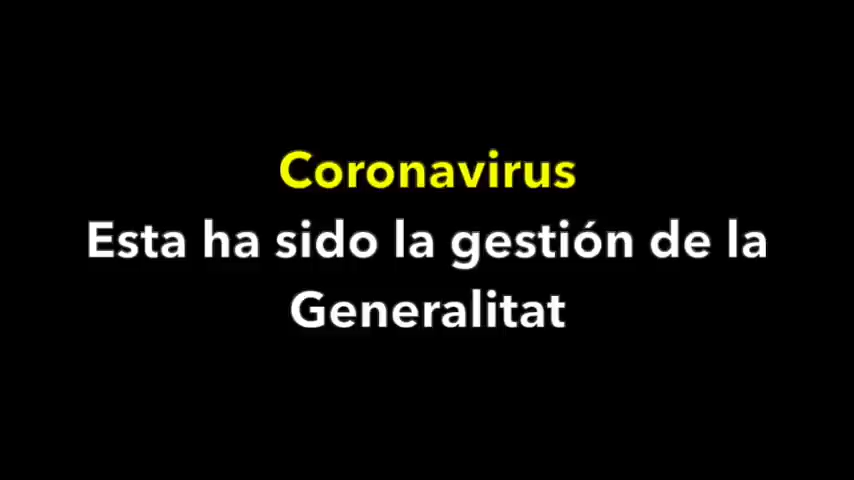 Coronavirus
Esta ha sido la gestión de la
Generalitat